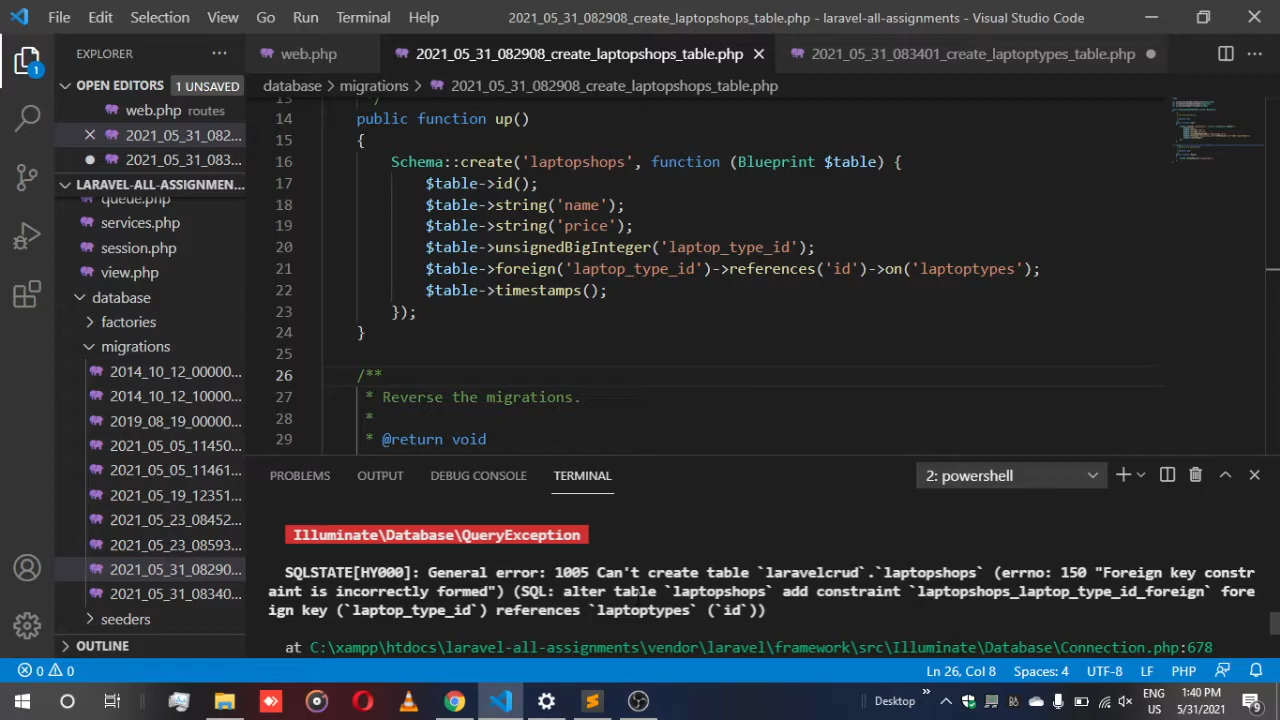 File Edit Selection View Go Run Terminal Help 2021_05_31_082908_create_laptopshops_table.php - laravel-all-assignments - Visual Studio Code
EXPLORER
web.php 2021_05_31_082908_create_laptopshops_table.php 2021_05_31_083401_create_laptoptypes_table.php
1
OPEN EDITORS 1 UNSAVED
web.php routes
2021_05_31_082...
2021_05_31_083...
LARAVEL-ALL-ASSIGNMEN...
queue.php
services.php
session.php
view.php
database
factories
migrations
2014_10_12_00000...
2014_10_12_10000...
2019_08_19_00000...
2021_05_05_11450...
2021_05_05_11461...
2021_05_19_12351...
2021_05_23_08452...
2021_05_23_08593...
2021_05_31_08290...
2021_05_31_08340...
seeders
OUTLINE
database > migrations > 2021_05_31_082908_create_laptopshops_table.php
13 */
14 public function up()
15 {
16 Schema::create('laptopshops', function (Blueprint $table) {
17 $table->id();
18 $table->string('name');
19 $table->string('price');
20 $table->unsignedBigInteger('laptop_type_id');
21 $table->foreign('laptop_type_id')->references('id')->on('laptoptypes');
22 $table->timestamps();
23 });
24 }
25
26 /**
27 * Reverse the migrations.
28 *
29 * @return void
PROBLEMS OUTPUT DEBUG CONSOLE TERMINAL 2: powershell
Illuminate\Database\QueryException
SQLSTATE[HY000]: General error: 1005 Can't create table `laravelcrud`.`laptopshops` (errno: 150 "Foreign key constr
aint is incorrectly formed") (SQL: alter table `laptopshops` add constraint `laptopshops_laptop_type_id_foreign` fore
ign key (`laptop_type_id`) references `laptoptypes` (`id`))
at C:\xampp\htdocs\laravel-all-assignments\vendor\laravel\framework\src\Illuminate\Database\Connection.php:678
0 0 Ln 26, Col 8 Spaces: 4 UTF-8 LF PHP
Desktop ENG US 1:40 PM 5/31/2021 9